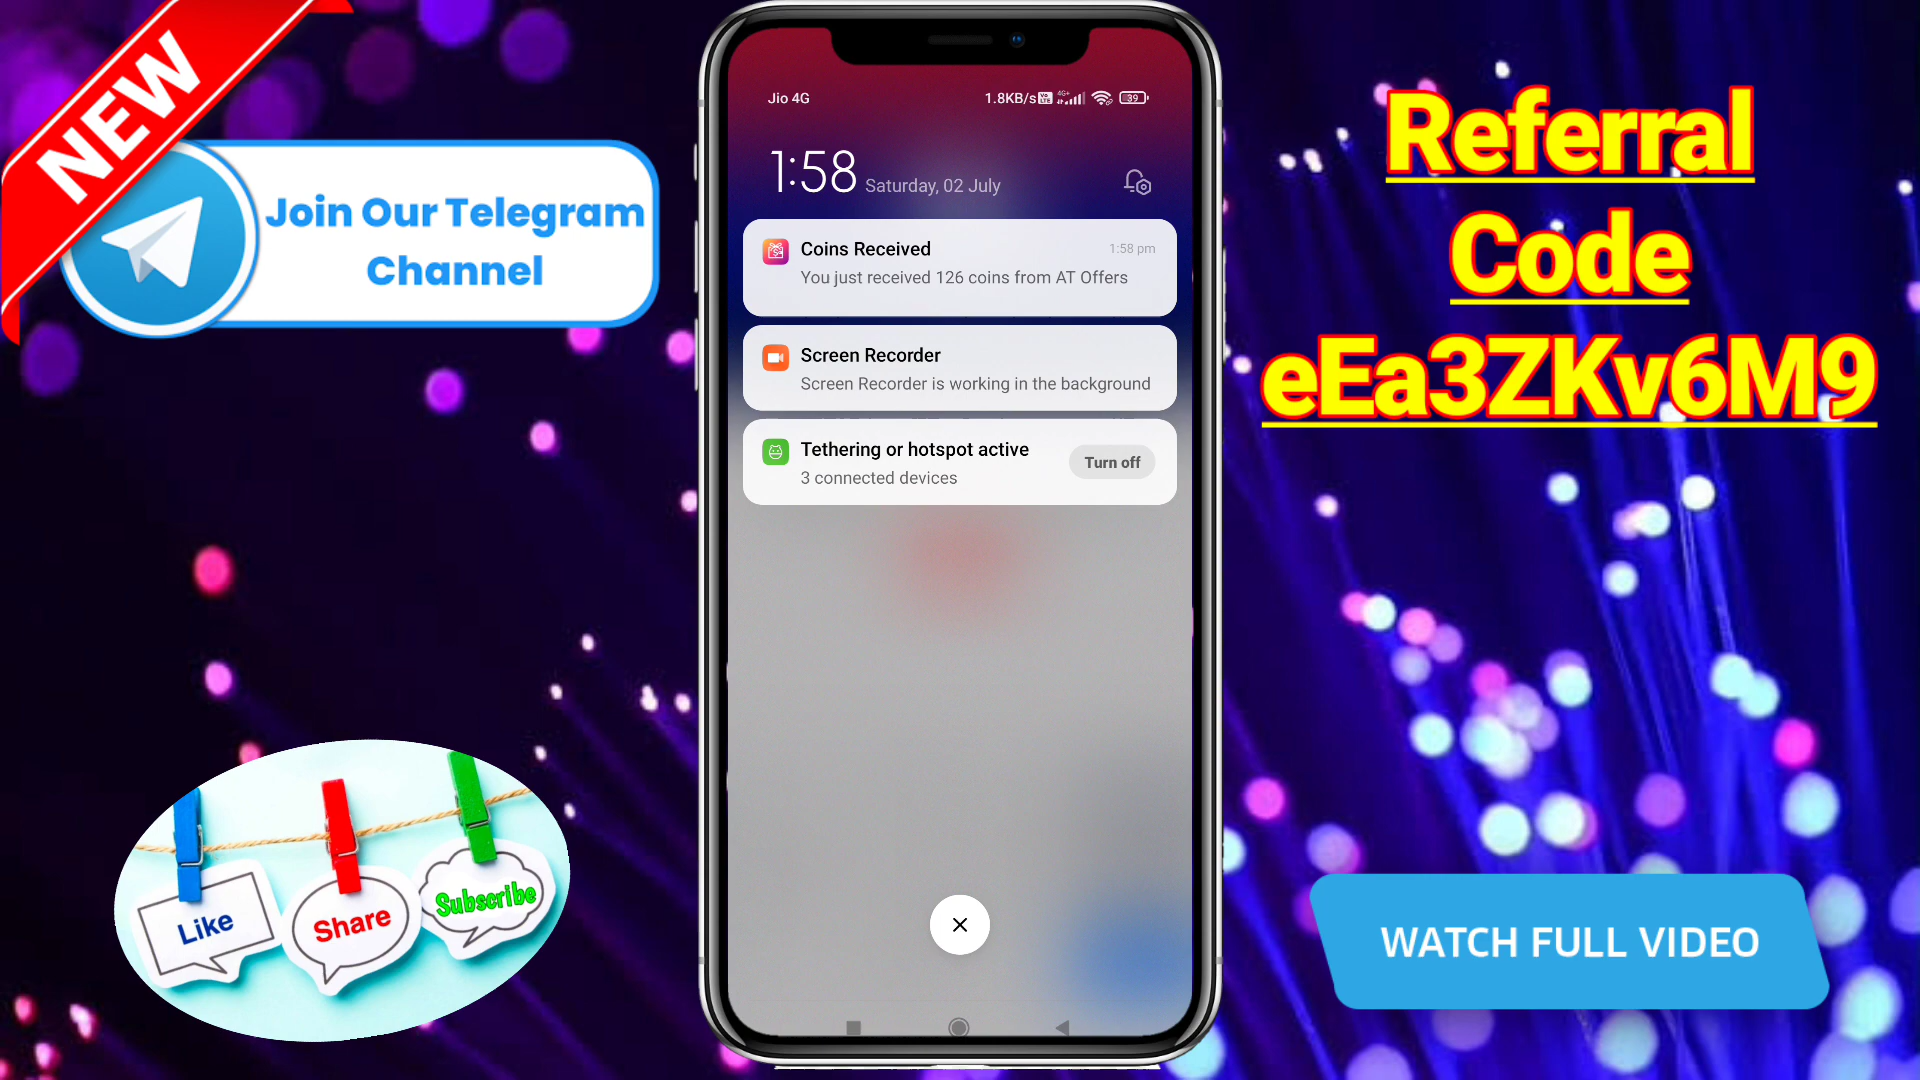 NEW
Join Our Telegram
Channel
Jio 4G
1.8KB/s
4G+
39
1:58 Saturday, 02 July
Coins Received
1:58 pm
You just received 126 coins from AT Offers
Screen Recorder
Screen Recorder is working in the background
Tethering or hotspot active
3 connected devices
Turn off
Referral
Code
eEa3ZKv6M9
Like
Share
Subscribe
WATCH FULL VIDEO